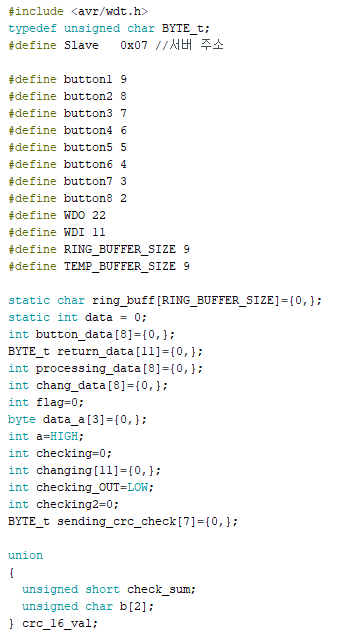 #include <avr/wdt.h>
typedef unsigned char BYTE_t;
#define Slave   0x07 //서버 주소

#define button1 9
#define button2 8
#define button3 7
#define button4 6
#define button5 5
#define button6 4
#define button7 3
#define button8 2
#define WDO 22
#define WDI 11
#define RING_BUFFER_SIZE 9
#define TEMP_BUFFER_SIZE 9

static char ring_buff[RING_BUFFER_SIZE]={0,};
static int data = 0;
int button_data[8]={0,};
BYTE_t return_data[11]={0,};
int processing_data[8]={0,};
int chang_data[8]={0,};
int flag=0;
byte data_a[3]={0,};
int a=HIGH;
int checking=0;
int changing[11]={0,};
int checking_OUT=LOW;
int checking2=0;
BYTE_t sending_crc_check[7]={0,};

union
{
  unsigned short check_sum;
  unsigned char b[2];
} crc_16_val;